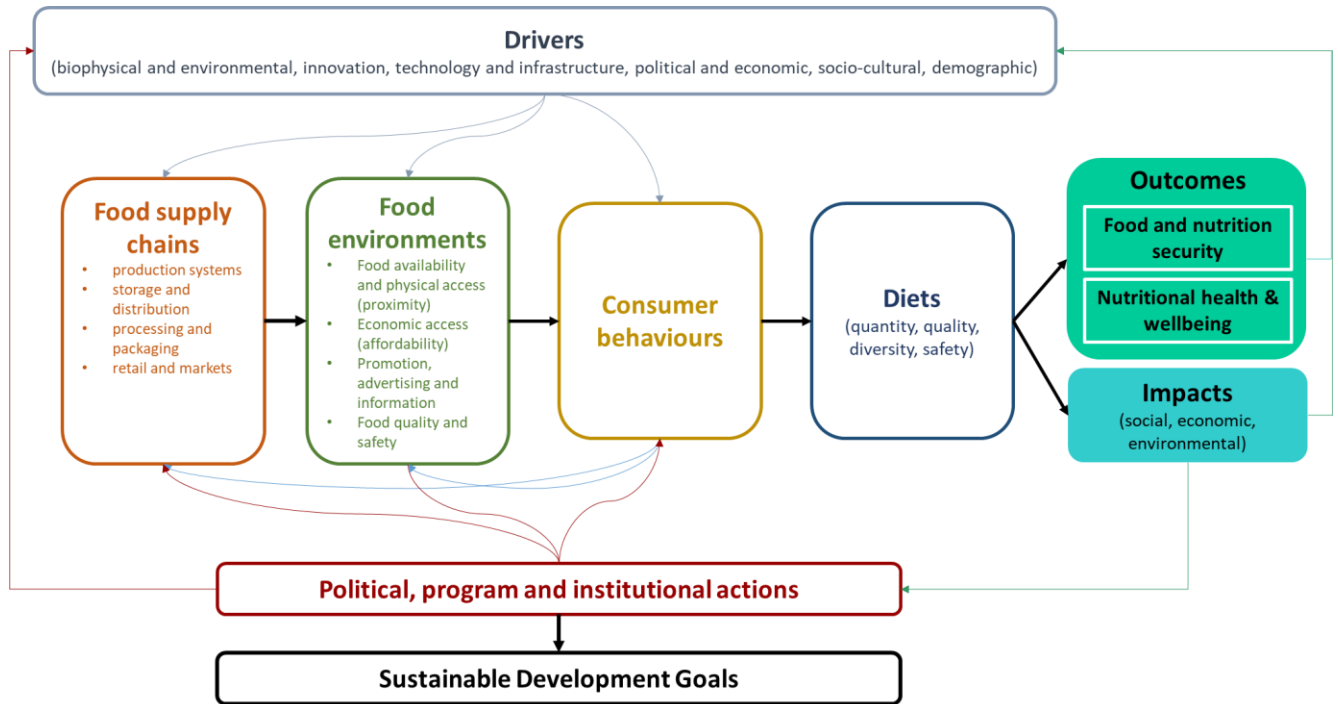 Drivers
(biophysical and environmental, innovation, technology and infrastructure, political and economic, socio-cultural, demographic)
Food supply
chains
• production systems
• storage and
distribution
• processing and
packaging
• retail and markets
Food
environments
• Food availability
and physical access
(proximity)
• Economic access
(affordability)
• Promotion,
advertising and
information
• Food quality and
safety
Consumer
behaviours
Diets
(quantity, quality,
diversity, safety)
Outcomes
Food and nutrition
security
Nutritional health &
wellbeing
Impacts
(social, economic,
environmental)
Political, program and institutional actions
Sustainable Development Goals